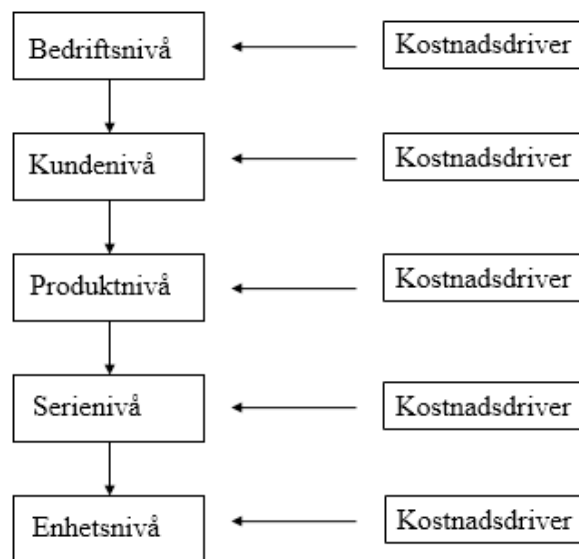 Bedriftsnivå
Kostnadsdriver
Kundenivå
Kostnadsdriver
Produktnivå
Kostnadsdriver
Serienivå
Kostnadsdriver
Enhetsnivå
Kostnadsdriver